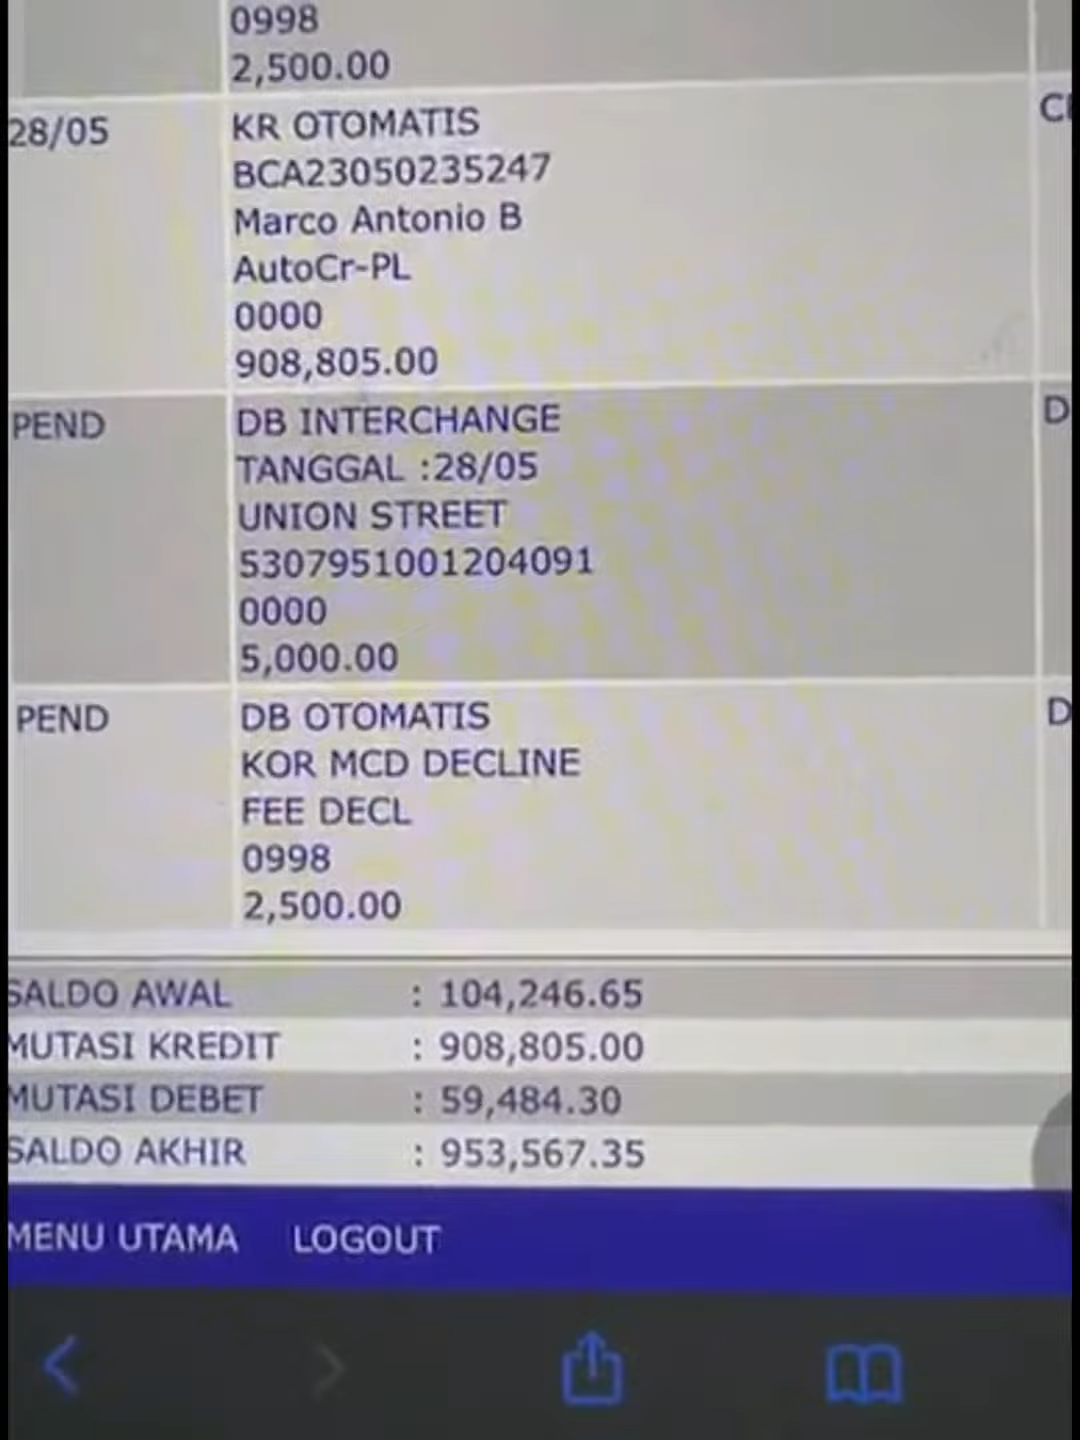 0998
2,500.00
28/05
KR OTOMATIS
BCA23050235247
Marco Antonio B
AutoCr-PL
0000
908,805.00
PEND
DB INTERCHANGE
TANGGAL :28/05
UNION STREET
5307951001204091
0000
5,000.00
PEND
DB OTOMATIS
KOR MCD DECLINE
FEE DECL
0998
2,500.00
SALDO AWAL : 104,246.65
MUTASI KREDIT : 908,805.00
MUTASI DEBET : 59,484.30
SALDO AKHIR : 953,567.35
MENU UTAMA LOGOUT